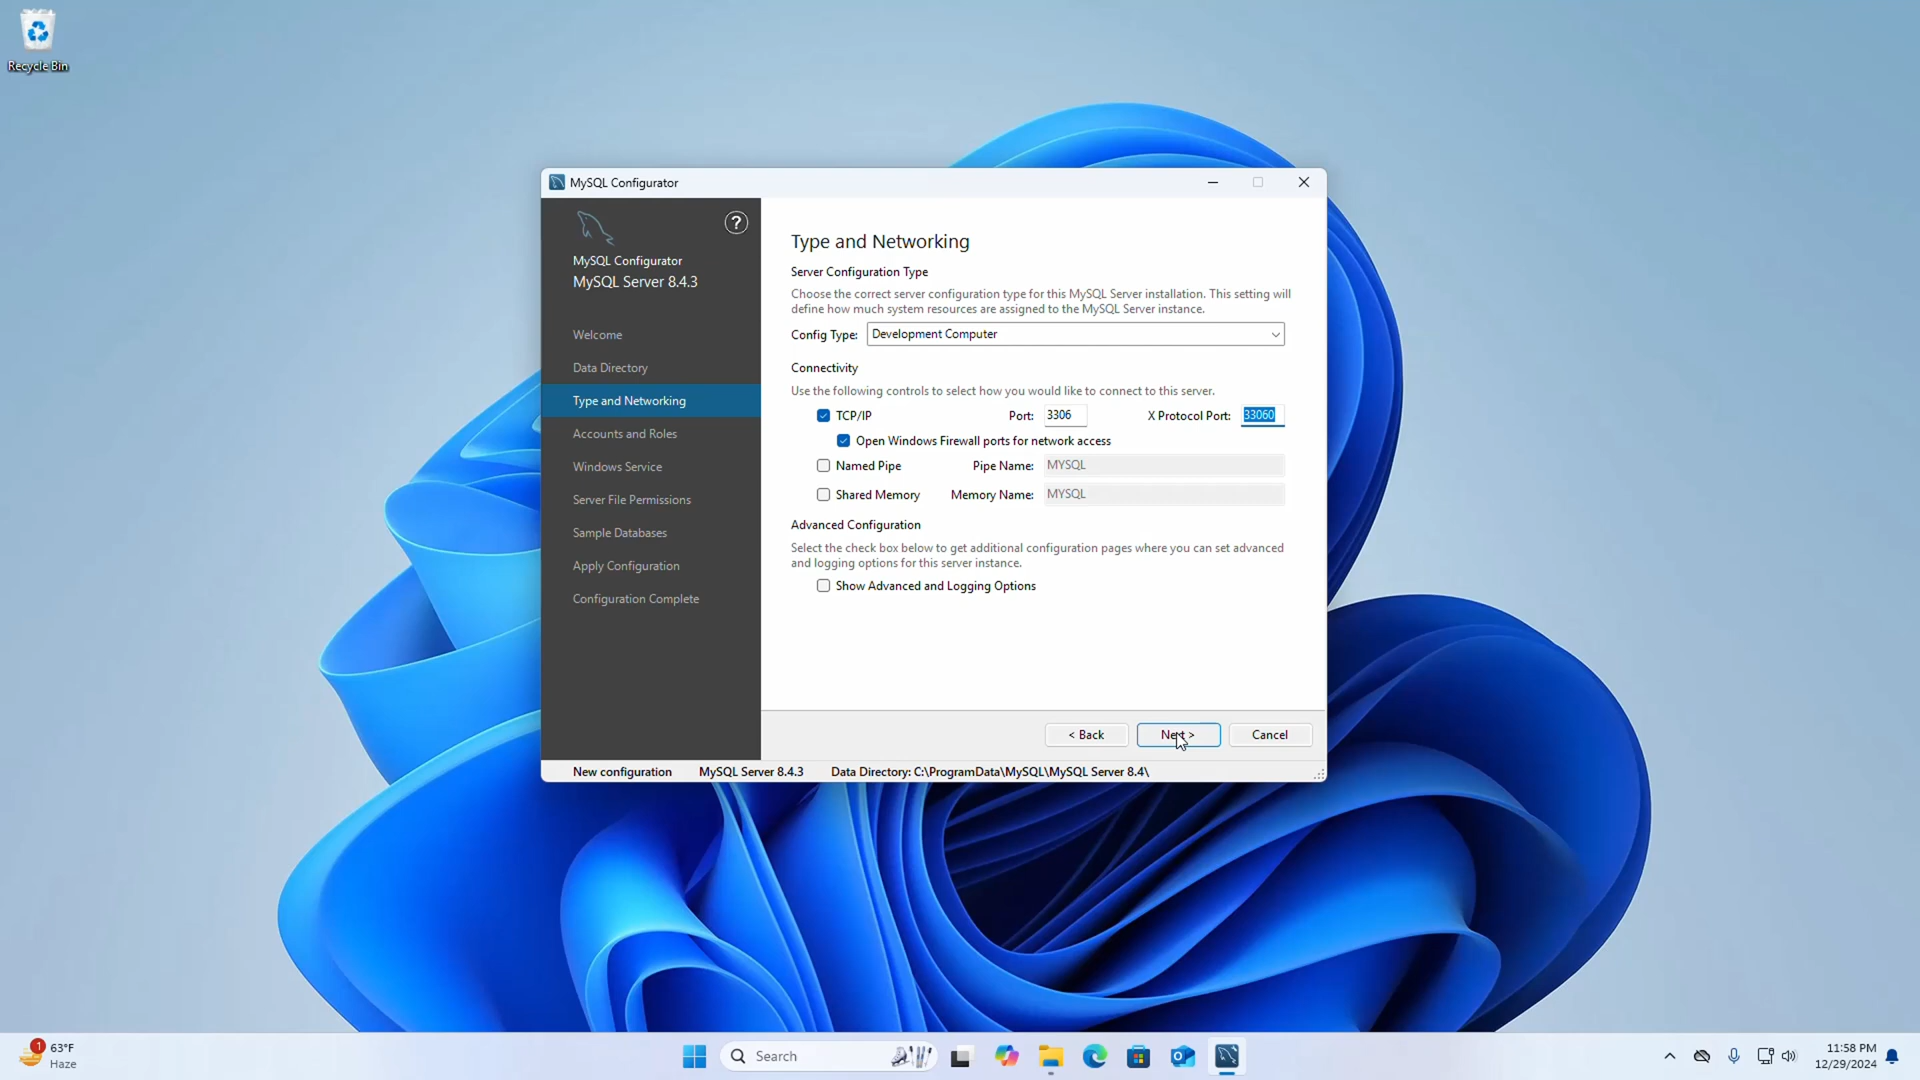 Recycle Bin
MySQL Configurator
?
MySQL Configurator
MySQL Server 8.4.3
Welcome
Data Directory
Type and Networking
Accounts and Roles
Windows Service
Server File Permissions
Sample Databases
Apply Configuration
Configuration Complete
Type and Networking
Server Configuration Type
Choose the correct server configuration type for this MySQL Server installation. This setting will
define how much system resources are assigned to the MySQL Server instance.
Config Type: Development Computer
Connectivity
Use the following controls to select how you would like to connect to this server.
TCP/IP Port: 3306 X Protocol Port: 33060
Open Windows Firewall ports for network access
Named Pipe Pipe Name: MYSQL
Shared Memory Memory Name: MYSQL
Advanced Configuration
Select the check box below to get additional configuration pages where you can set advanced
and logging options for this server instance.
Show Advanced and Logging Options
< Back Next > Cancel
New configuration MySQL Server 8.4.3 Data Directory: C:\ProgramData\MySQL\MySQL Server 8.4\
1
63°F
Haze
Search
11:58 PM
12/29/2024